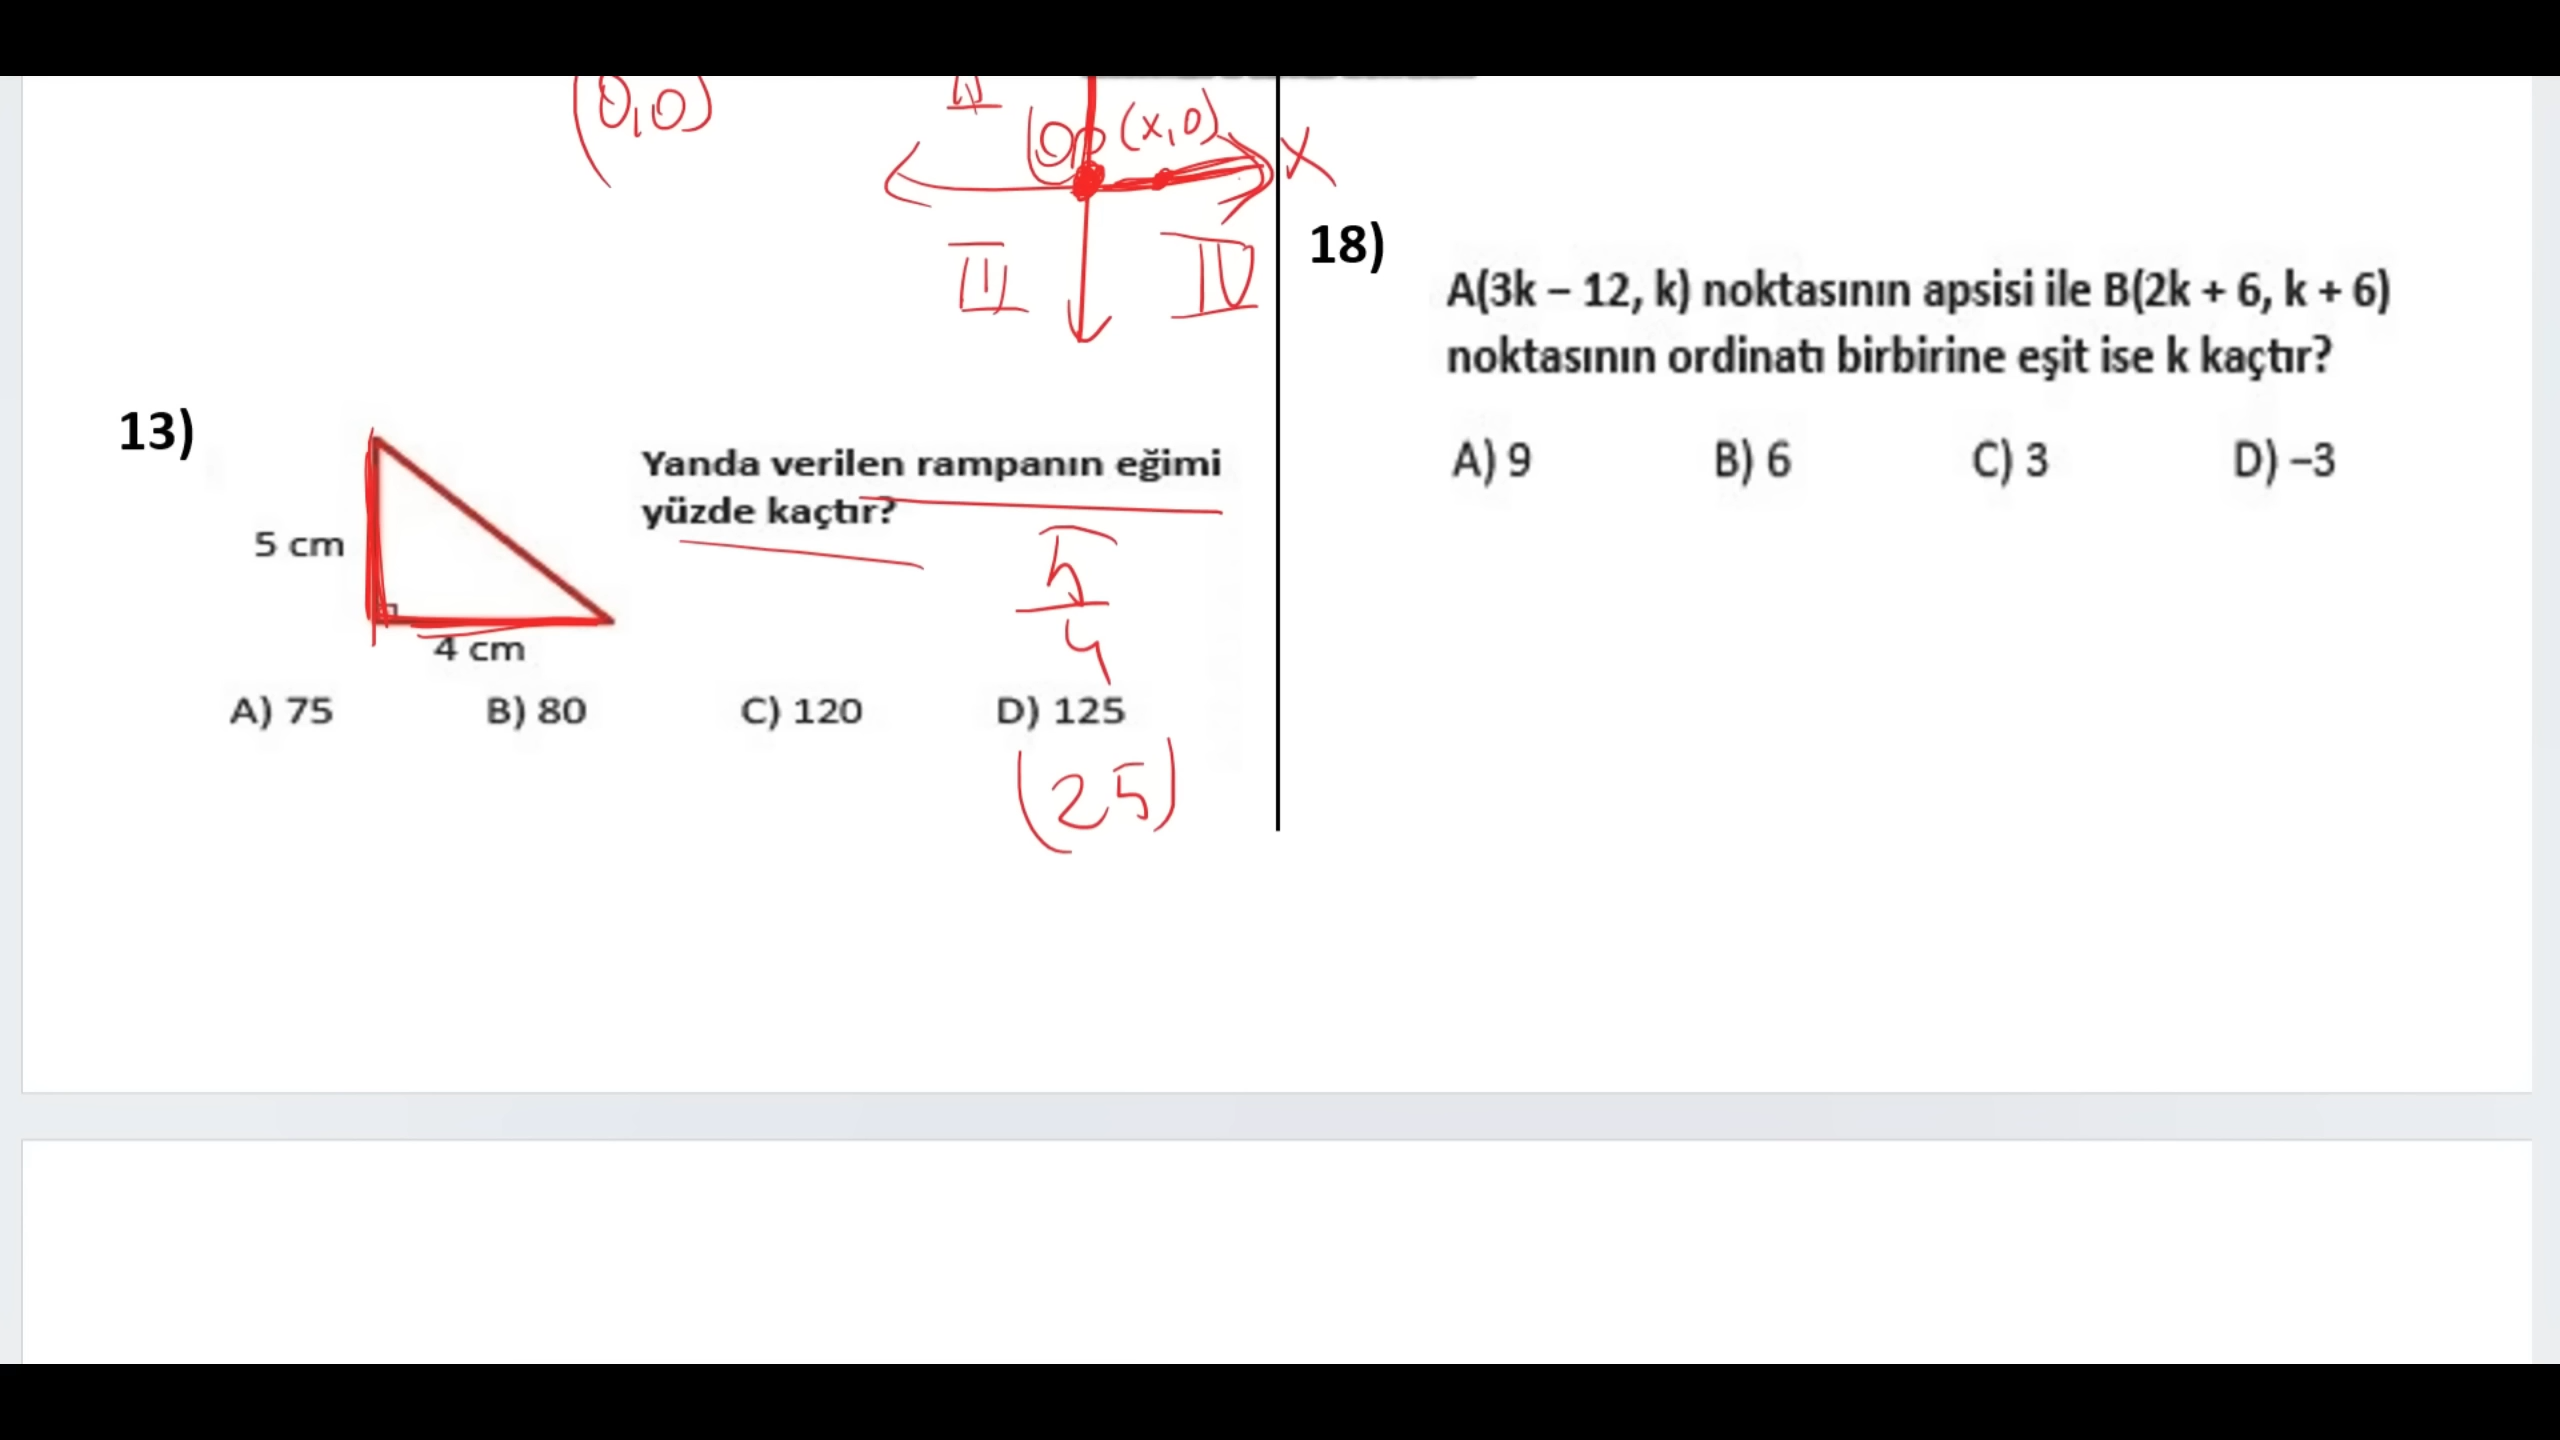 (0,0)
II
(x,0)
x
III
IV
13)
5 cm
4 cm
Yanda verilen rampanın eğimi
yüzde kaçtır?
5
4
A) 75 B) 80 C) 120 D) 125
(25)
18)
A(3k – 12, k) noktasının apsisi ile B(2k + 6, k + 6)
noktasının ordinatı birbirine eşit ise k kaçtır?
A) 9 B) 6 C) 3 D) –3